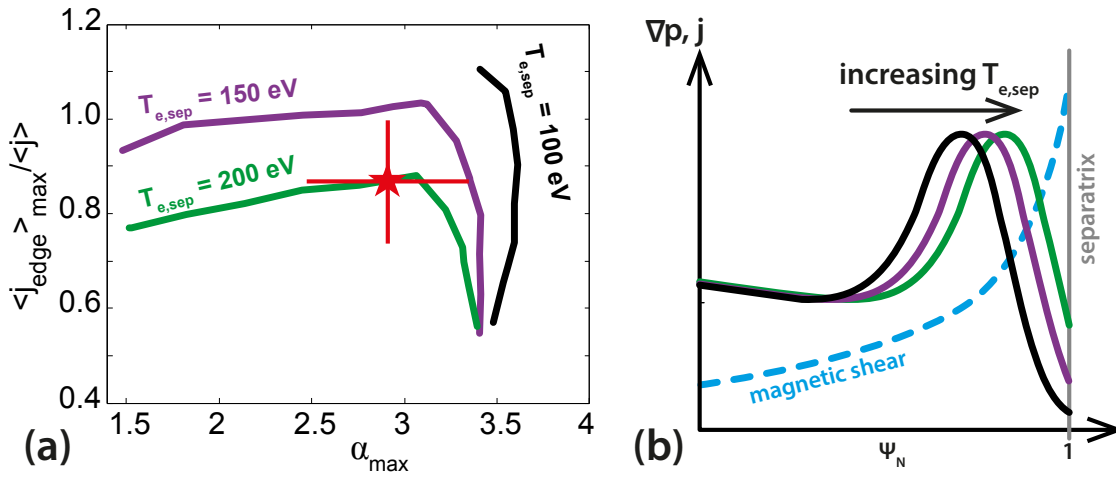 1.2
1.0
0.8
0.6
0.4
<j_edge>_max/<j>
T_e,sep = 150 eV
T_e,sep = 200 eV
T_e,sep = 100 eV
1.5
2
2.5
3
3.5
4
α_max
(a)
∇p, j
increasing T_e,sep
magnetic shear
separatrix
Ψ_N
1
(b)